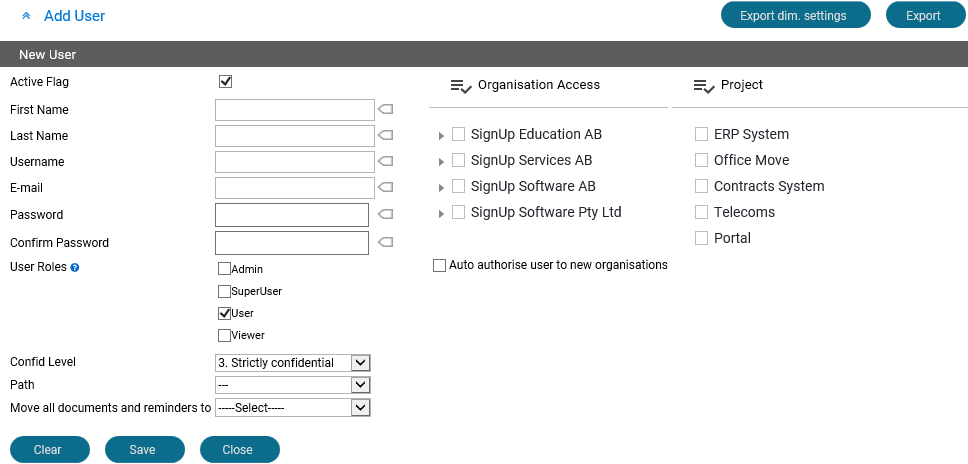 Add User
Export dim. settings
Export
New User
Active Flag
First Name
Last Name
Username
E-mail
Password
Confirm Password
User Roles ?
Admin
SuperUser
User
Viewer
Confid Level
3. Strictly confidential
Path
---
Move all documents and reminders to
-----Select-----
Organisation Access
SignUp Education AB
SignUp Services AB
SignUp Software AB
SignUp Software Pty Ltd
Auto authorise user to new organisations
Project
ERP System
Office Move
Contracts System
Telecoms
Portal
Clear
Save
Close